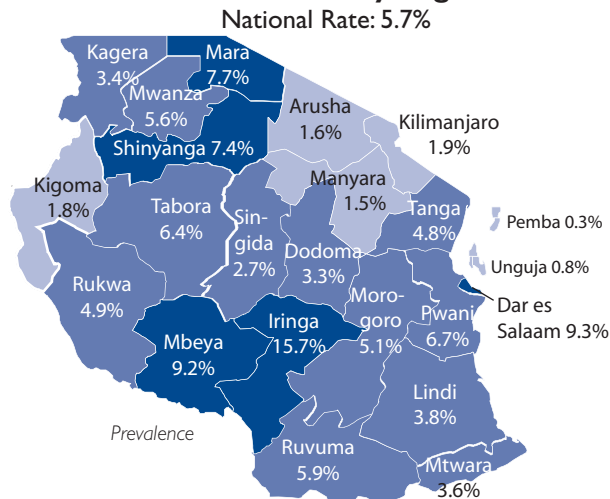 National Rate: 5.7%
Kagera
3.4%
Mara
7.7%
Mwanza
5.6%
Arusha
1.6%
Kilimanjaro
1.9%
Shinyanga 7.4%
Kigoma
1.8%
Manyara
1.5%
Tabora
6.4%
Sin-
gida
2.7%
Tanga
4.8%
Pemba 0.3%
Dodoma
3.3%
Unguja 0.8%
Rukwa
4.9%
Moro-
goro
5.1%
Pwani
6.7%
Dar es
Salaam 9.3%
Iringa
15.7%
Mbeya
9.2%
Lindi
3.8%
Prevalence
Ruvuma
5.9%
Mtwara
3.6%